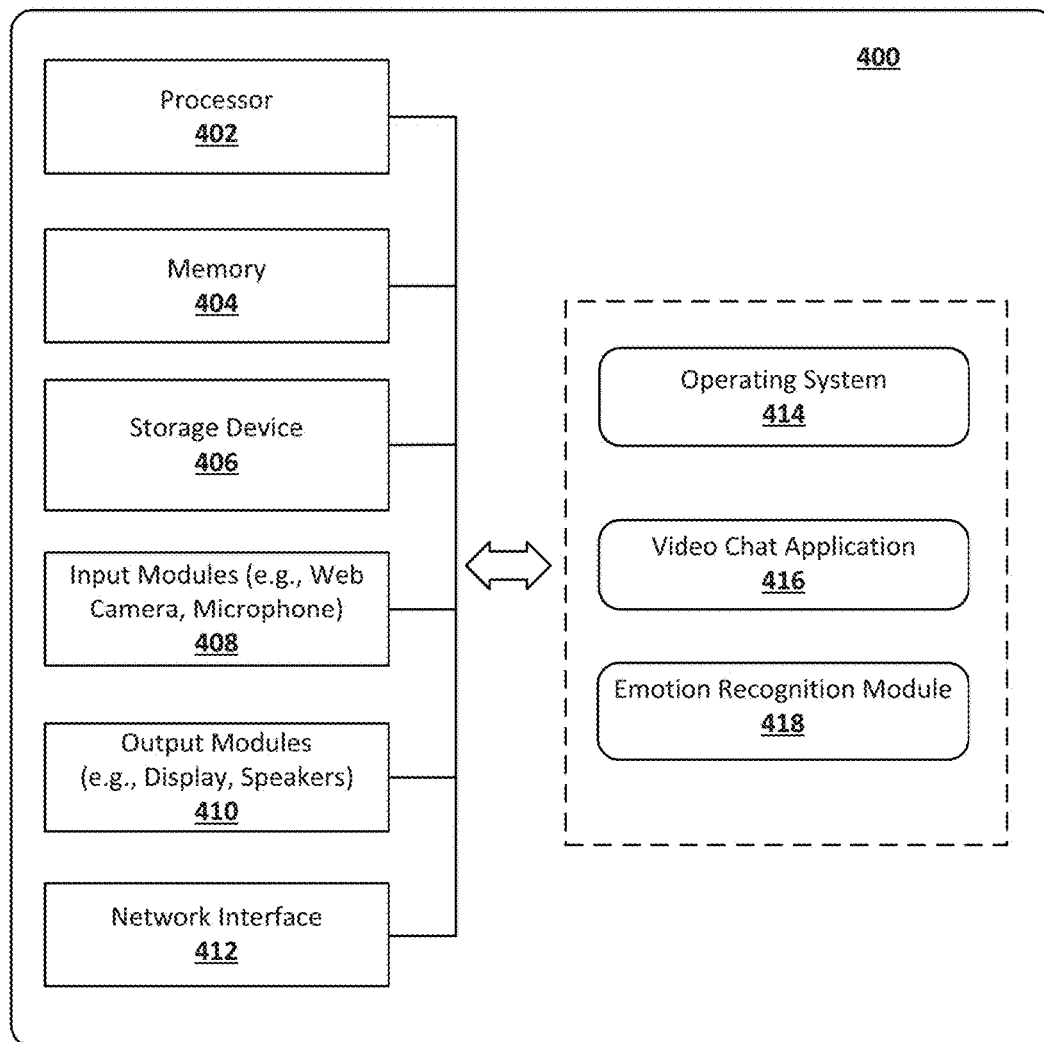 400
Processor
402
Memory
404
Storage Device
406
Input Modules (e.g., Web
Camera, Microphone)
408
Output Modules
(e.g., Display, Speakers)
410
Network Interface
412
Operating System
414
Video Chat Application
416
Emotion Recognition Module
418